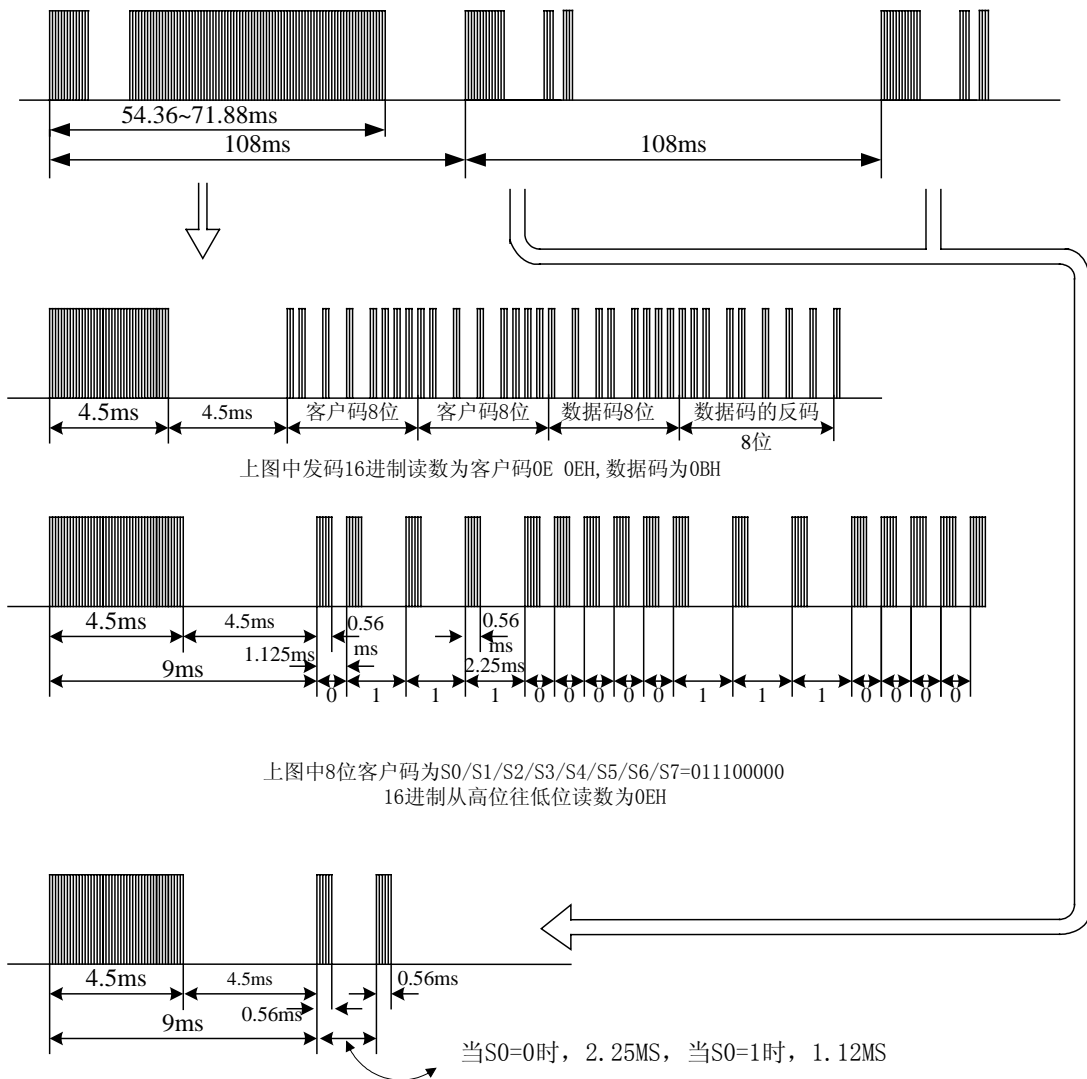 54.36~71.88ms
108ms
108ms
4.5ms
4.5ms
客户码8位
客户码8位
数据码8位
数据码的反码
8位
上图中发码16进制读数为客户码0E 0EH,数据码为0BH
4.5ms
4.5ms
0.56
ms
0.56
ms
1.125ms
2.25ms
9ms
0 1 1 1 0 0 0 0 0 1 1 1 0 0 0 0
上图中8位客户码为S0/S1/S2/S3/S4/S5/S6/S7=011100000
16进制从高位往低位读数为0EH
4.5ms
4.5ms
0.56ms
0.56ms
9ms
当S0=0时，2.25MS，当S0=1时，1.12MS